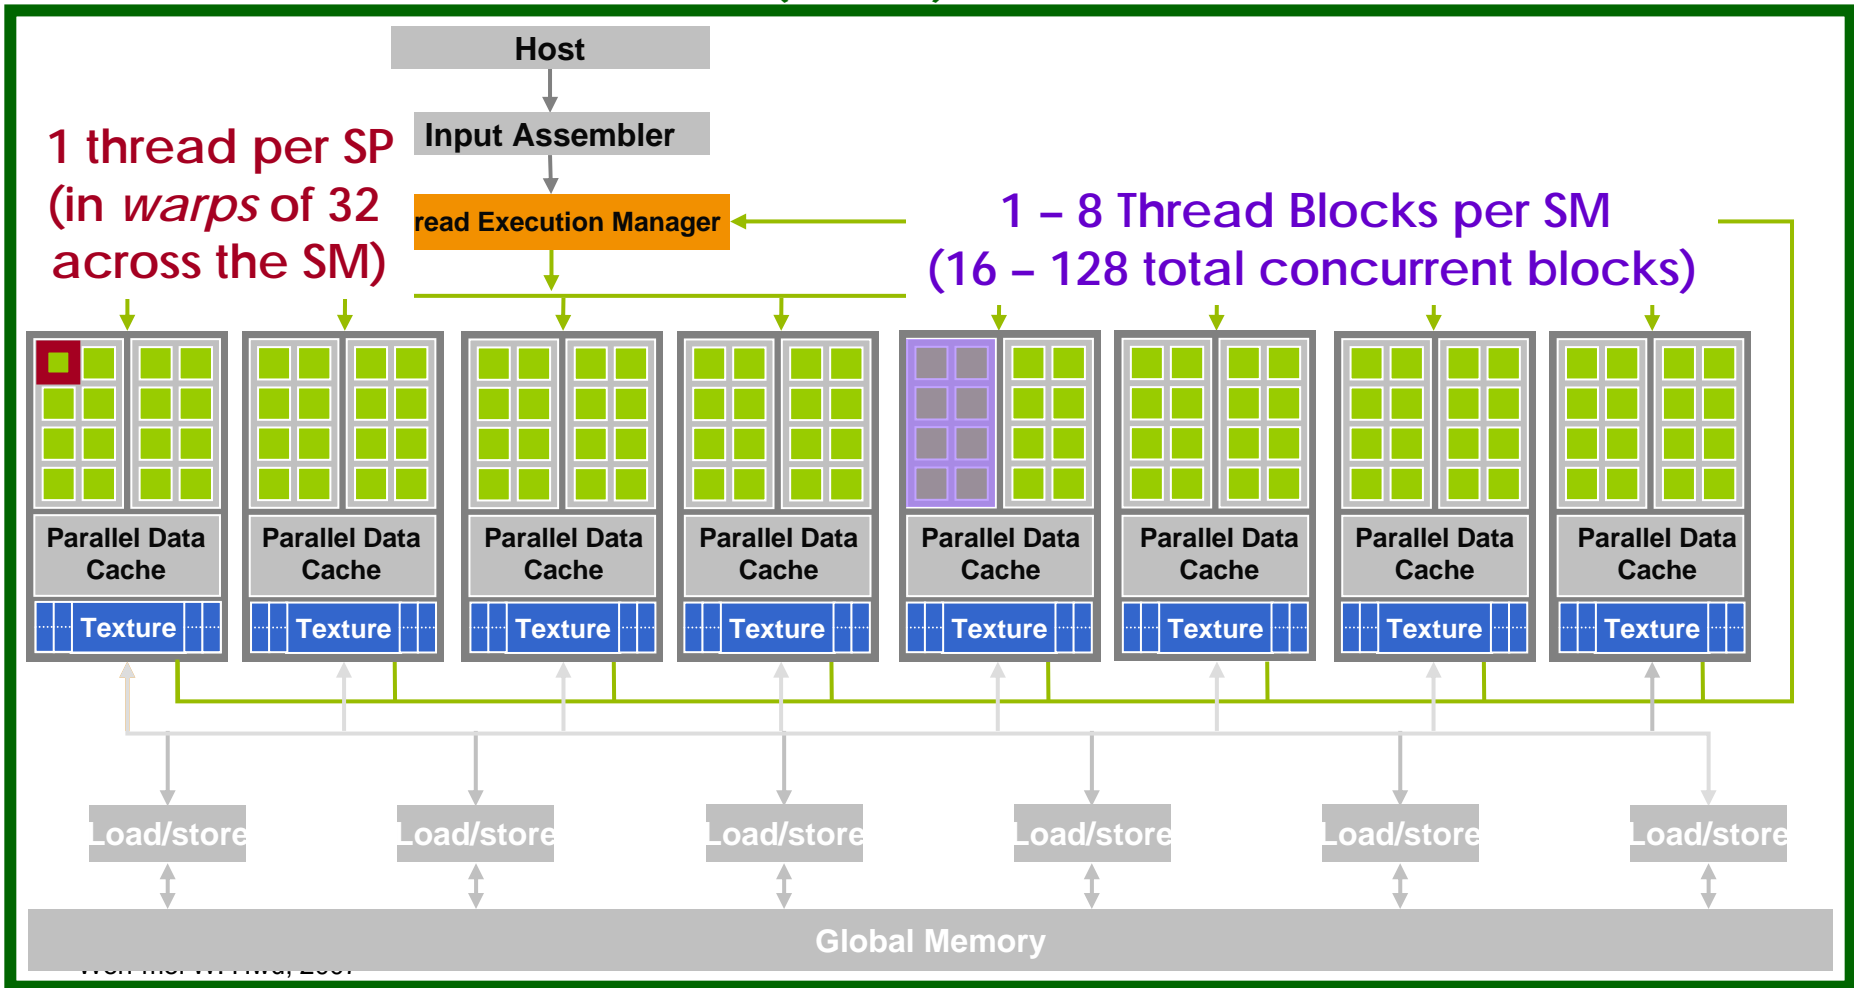 Host
Input Assembler
1 thread per SP
(in warps of 32
across the SM)
read Execution Manager
1 – 8 Thread Blocks per SM
(16 – 128 total concurrent blocks)
Parallel Data
Cache
Parallel Data
Cache
Parallel Data
Cache
Parallel Data
Cache
Parallel Data
Cache
Parallel Data
Cache
Parallel Data
Cache
Parallel Data
Cache
Texture
Texture
Texture
Texture
Texture
Texture
Texture
Texture
Load/store
Load/store
Load/store
Load/store
Load/store
Load/store
Global Memory